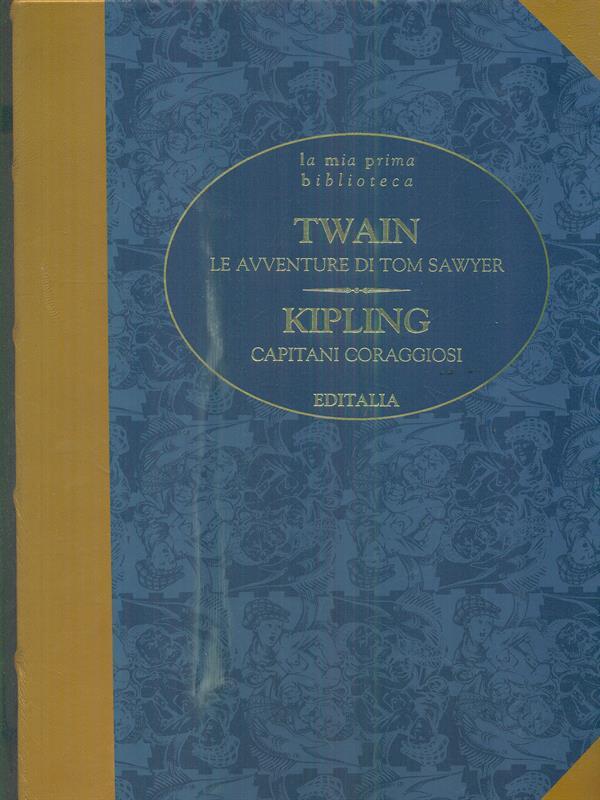 la mia prima
biblioteca
TWAIN
LE AVVENTURE DI TOM SAWYER
KIPLING
CAPITANI CORAGGIOSI
EDITALIA